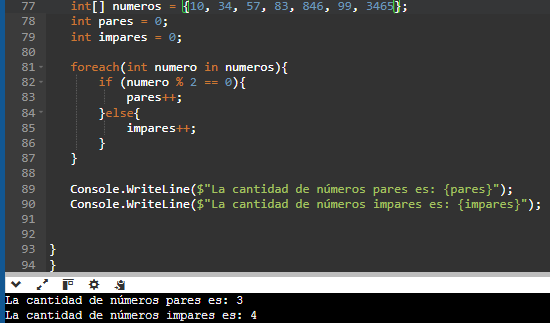 77 int[] numeros = {10, 34, 57, 83, 846, 99, 3465};
78 int pares = 0;
79 int impares = 0;
80
81 foreach(int numero in numeros){
82 if (numero % 2 == 0){
83 pares++;
84 }else{
85 impares++;
86 }
87 }
88
89 Console.WriteLine($"La cantidad de números pares es: {pares}");
90 Console.WriteLine($"La cantidad de números impares es: {impares}");
91
92
93 }
94 }
La cantidad de números pares es: 3
La cantidad de números impares es: 4